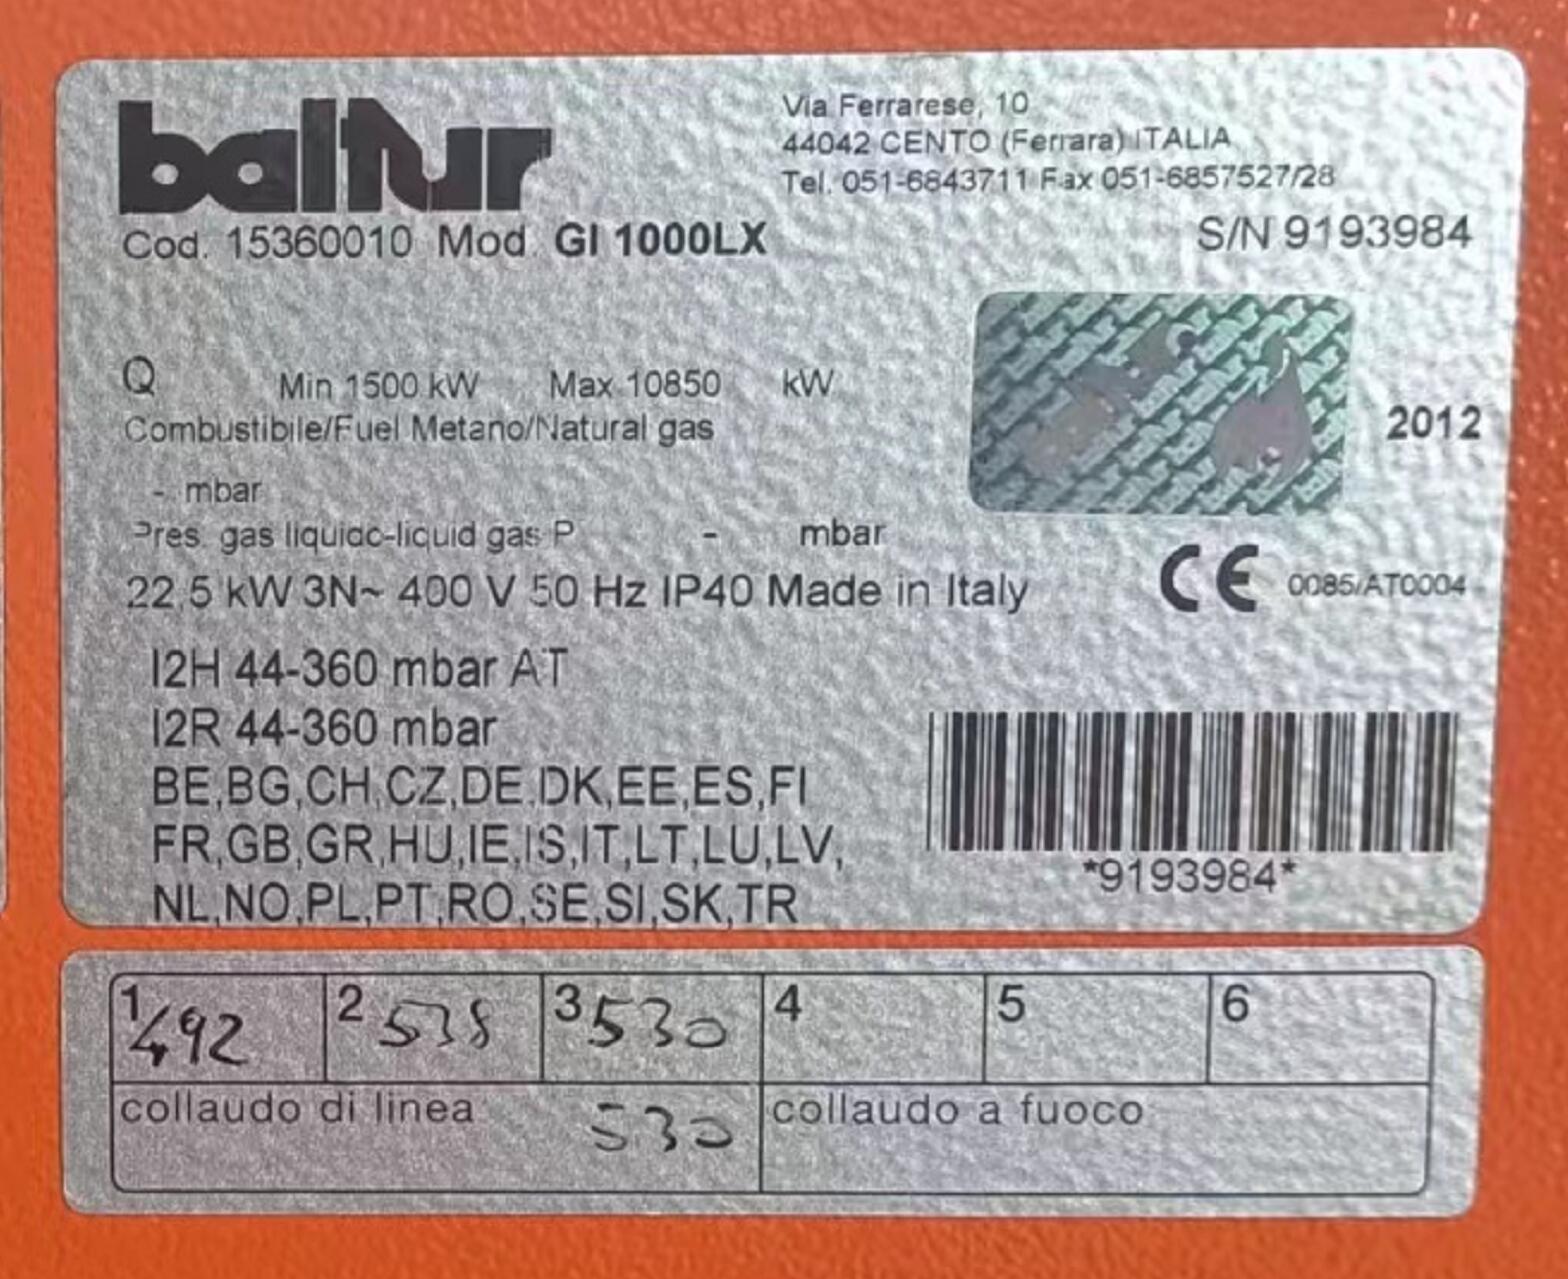 baltur
Via Ferrarese, 10
44042 CENTO (Ferrara) ITALIA
Tel. 051-6843711 Fax 051-6857527/28
Cod. 15360010 Mod. GI 1000LX
S/N 9193984
Q Min 1500 kW Max 10850 kW
Combustibile/Fuel Metano/Natural gas
2012
- mbar
Pres. gas liquido-liquid gas P - mbar
22.5 kW 3N~ 400 V 50 Hz IP40 Made in Italy
CE 0085/AT0004
I2H 44-360 mbar AT
I2R 44-360 mbar
BE,BG,CH,CZ,DE,DK,EE,ES,FI
FR,GB,GR,HU,IE,IS,IT,LT,LU,LV,
NL,NO,PL,PT,RO,SE,SI,SK,TR
*9193984*
1 492 2 538 3 530 4 5 6
collaudo di linea 530 collaudo a fuoco